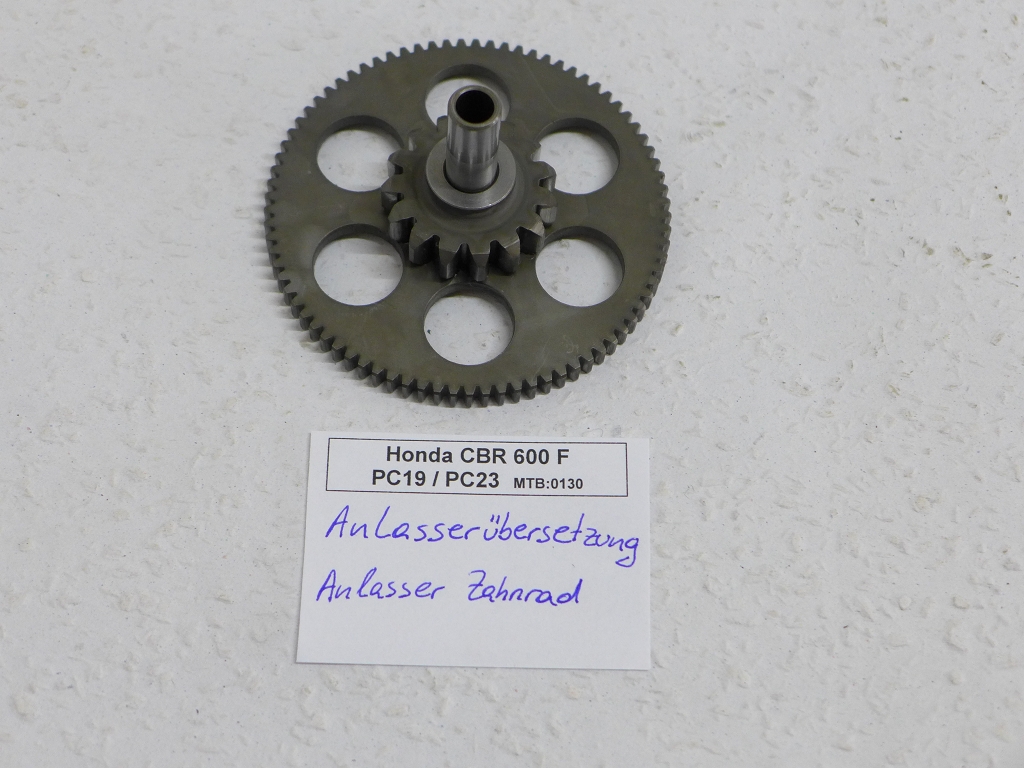 Honda CBR 600 F
PC19 / PC23 MTB:0130
Anlasserübersetzung
Anlasser Zahnrad